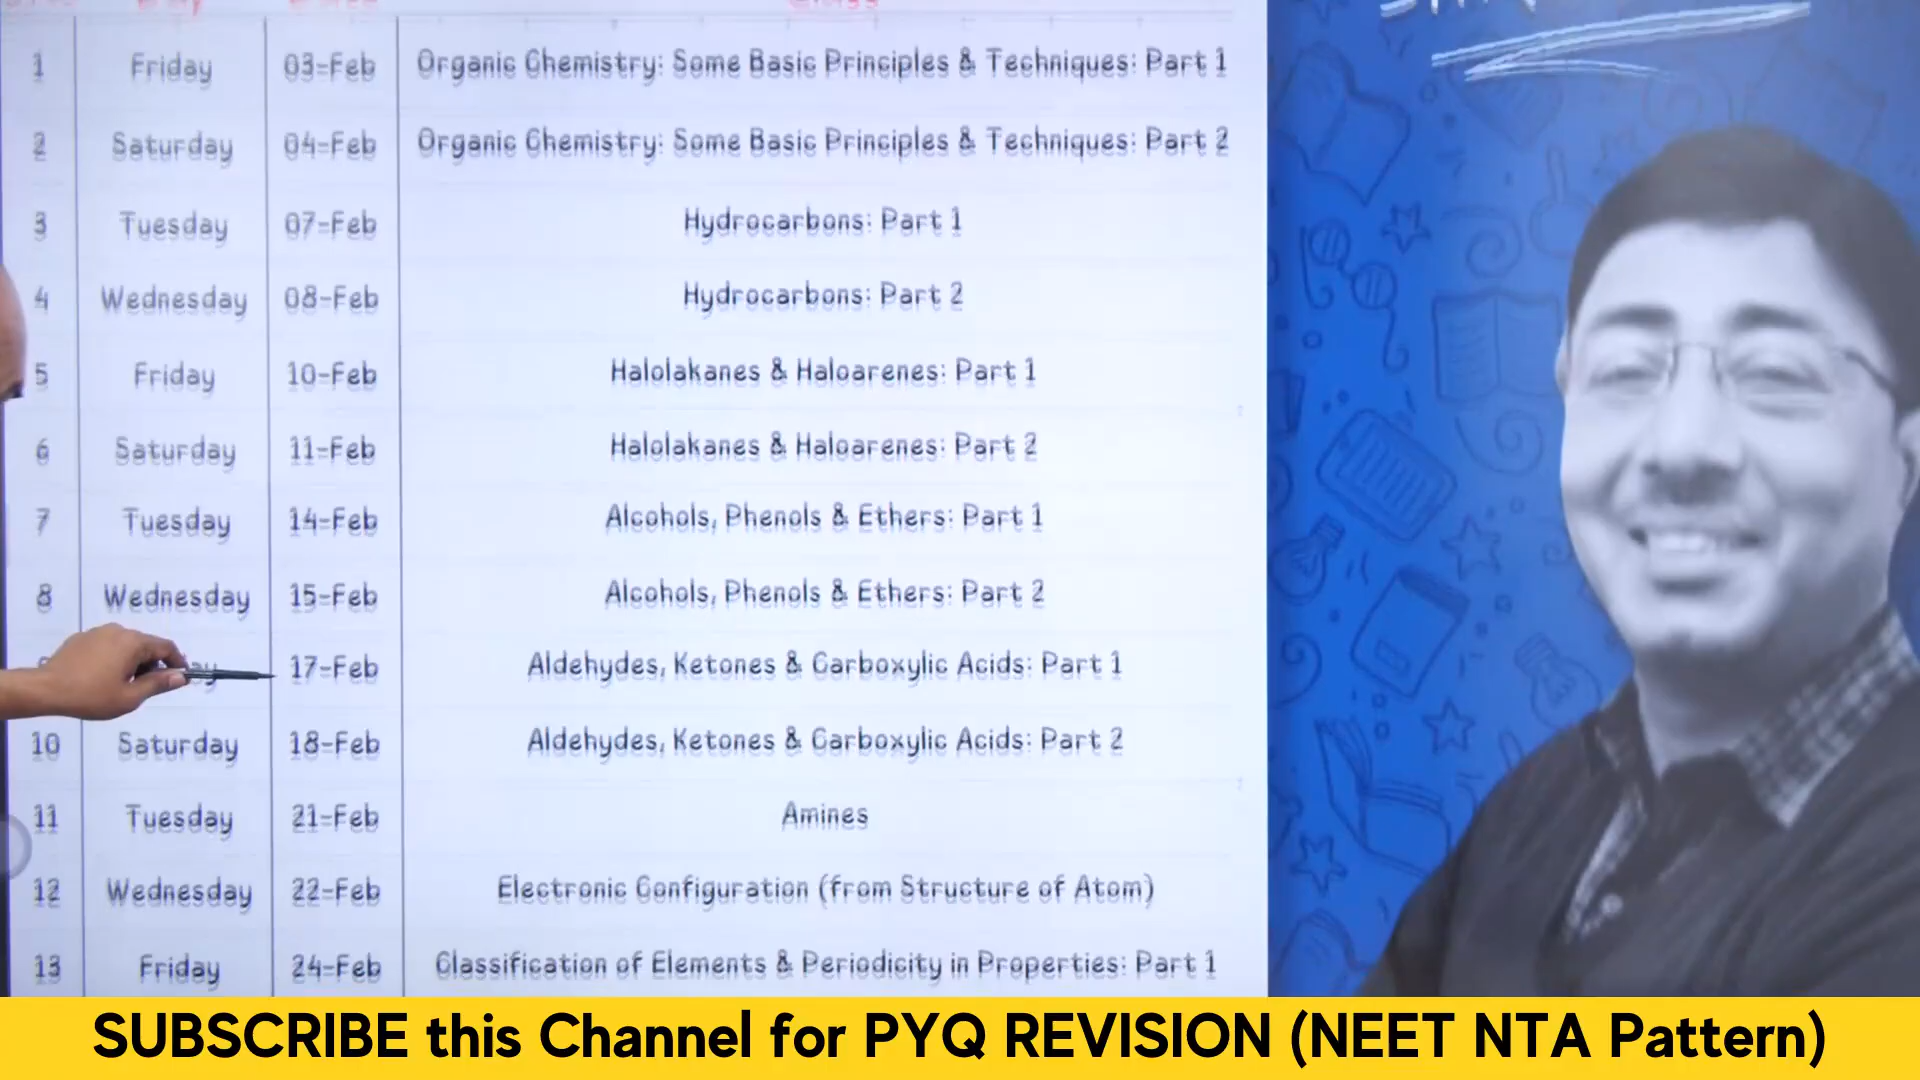 1 Friday 03-Feb Organic Chemistry: Some Basic Principles & Techniques: Part 1
2 Saturday 04-Feb Organic Chemistry: Some Basic Principles & Techniques: Part 2
3 Tuesday 07-Feb Hydrocarbons: Part 1
4 Wednesday 08-Feb Hydrocarbons: Part 2
5 Friday 10-Feb Halolakanes & Haloarenes: Part 1
6 Saturday 11-Feb Halolakanes & Haloarenes: Part 2
7 Tuesday 14-Feb Alcohols, Phenols & Ethers: Part 1
8 Wednesday 15-Feb Alcohols, Phenols & Ethers: Part 2
17-Feb Aldehydes, Ketones & Carboxylic Acids: Part 1
10 Saturday 18-Feb Aldehydes, Ketones & Carboxylic Acids: Part 2
11 Tuesday 21-Feb Amines
12 Wednesday 22-Feb Electronic Configuration (from Structure of Atom)
13 Friday 24-Feb Classification of Elements & Periodicity in Properties: Part 1
SUBSCRIBE this Channel for PYQ REVISION (NEET NTA Pattern)